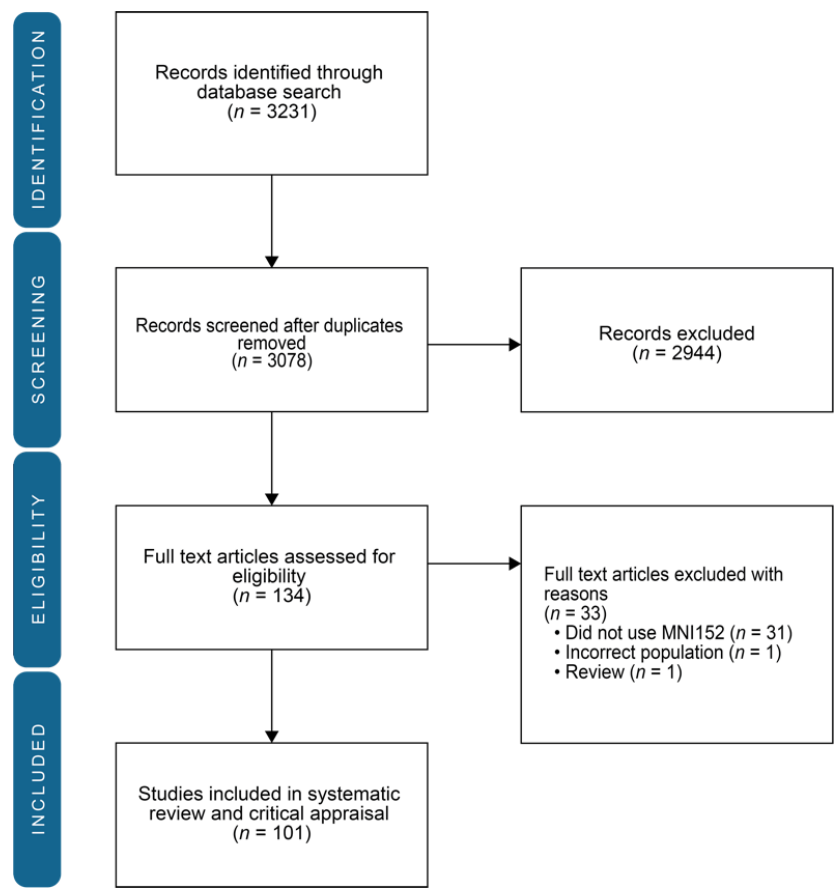 IDENTIFICATION
Records identified through
database search
(n = 3231)
SCREENING
Records screened after duplicates
removed
(n = 3078)
Records excluded
(n = 2944)
ELIGIBILITY
Full text articles assessed for
eligibility
(n = 134)
Full text articles excluded with
reasons
(n = 33)
• Did not use MNI152 (n = 31)
• Incorrect population (n = 1)
• Review (n = 1)
INCLUDED
Studies included in systematic
review and critical appraisal
(n = 101)